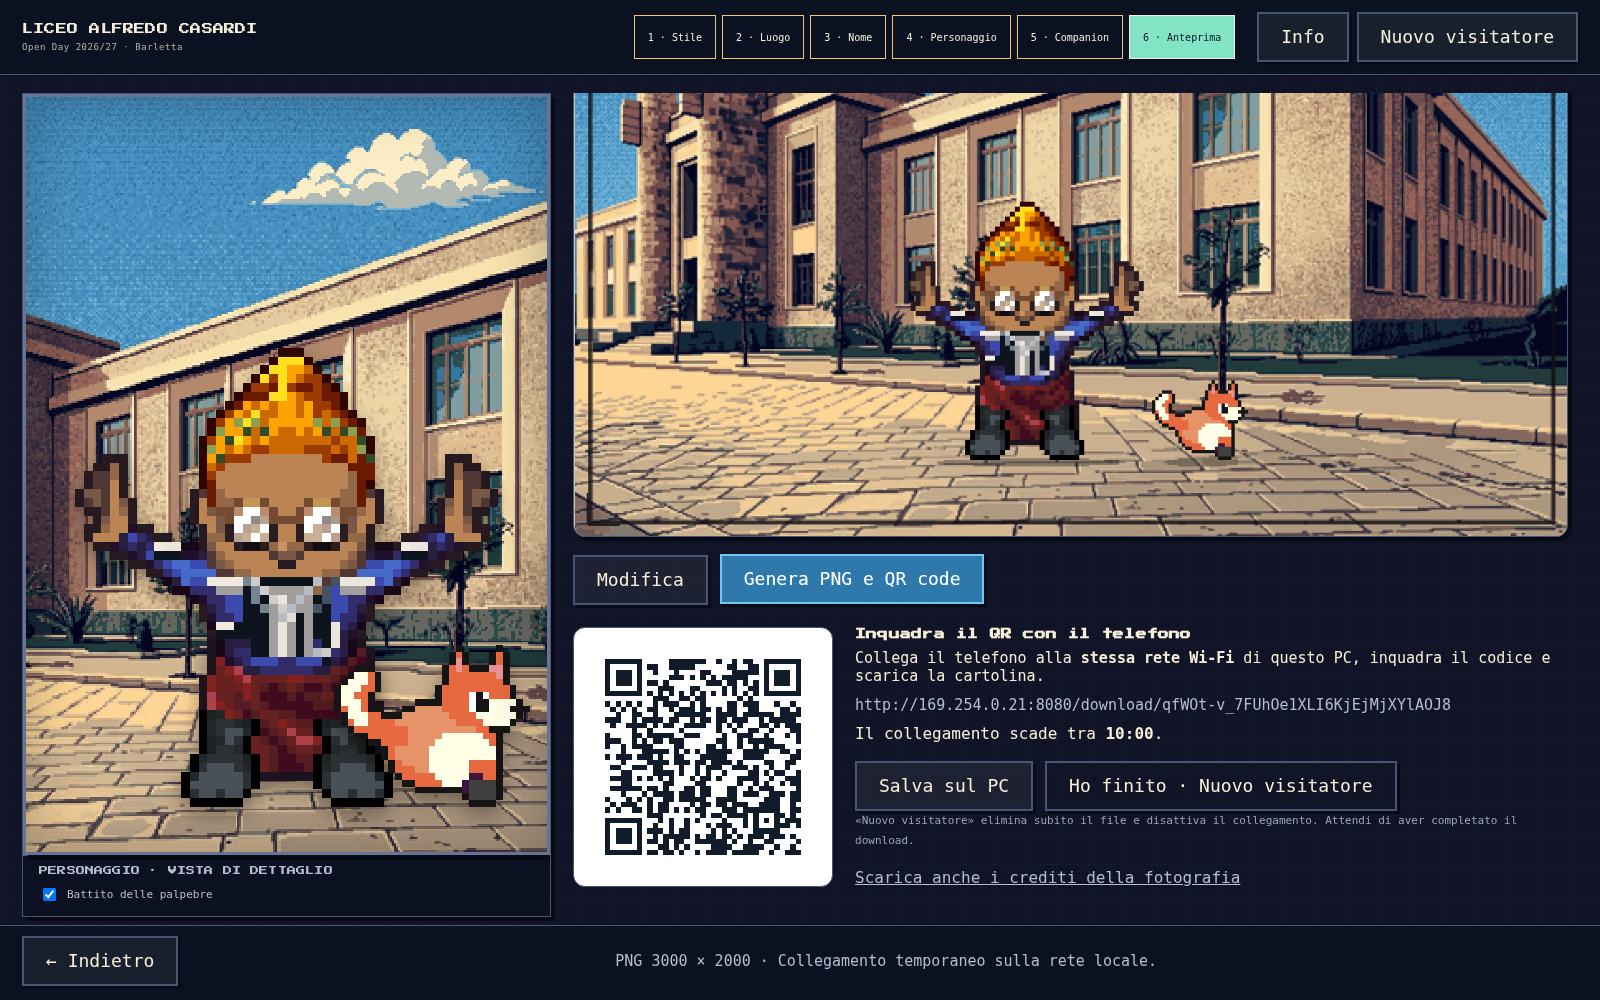 LICEO ALFREDO CASARDI
Open Day 2026/27 · Barletta
1 · Stile
2 · Luogo
3 · Nome
4 · Personaggio
5 · Companion
6 · Anteprima
Info
Nuovo visitatore
PERSONAGGIO · VISTA DI DETTAGLIO
Battito delle palpebre
Modifica
Genera PNG e QR code
Inquadra il QR con il telefono
Collega il telefono alla stessa rete Wi-Fi di questo PC, inquadra il codice e
scarica la cartolina.
http://169.254.0.21:8080/download/qfWOt-v_7FUhOe1XLI6KjEjMjXYlAOJ8
Il collegamento scade tra 10:00.
Salva sul PC
Ho finito · Nuovo visitatore
«Nuovo visitatore» elimina subito il file e disattiva il collegamento. Attendi di aver completato il
download.
Scarica anche i crediti della fotografia
← Indietro
PNG 3000 × 2000 · Collegamento temporaneo sulla rete locale.